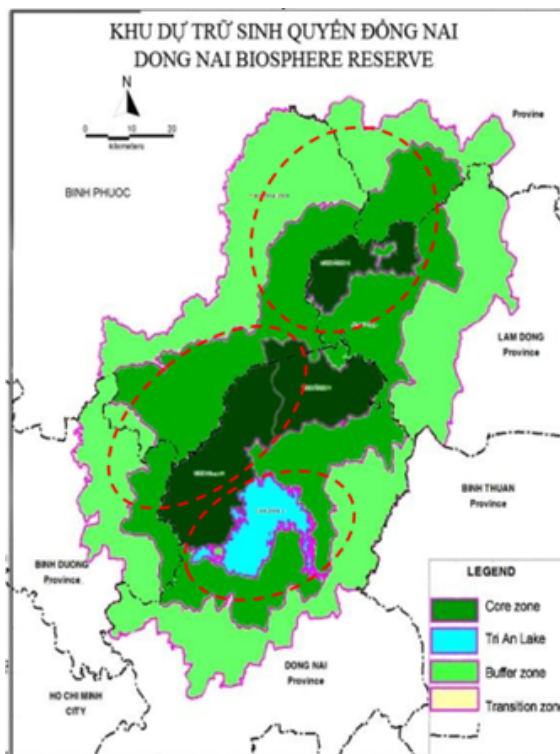 KHU DỰ TRỮ SINH QUYỂN ĐỒNG NAI
DONG NAI BIOSPHERE RESERVE
N
0 10 20
kilometers
Provine
BINH PHUOC
LAM DONG
Province
BINH THUAN
Province
BINH DUONG
Province
DONG NAI
Province
HO CHI MINH
CITY
LEGEND
Core zone
Tri An Lake
Buffer zone
Transition zone